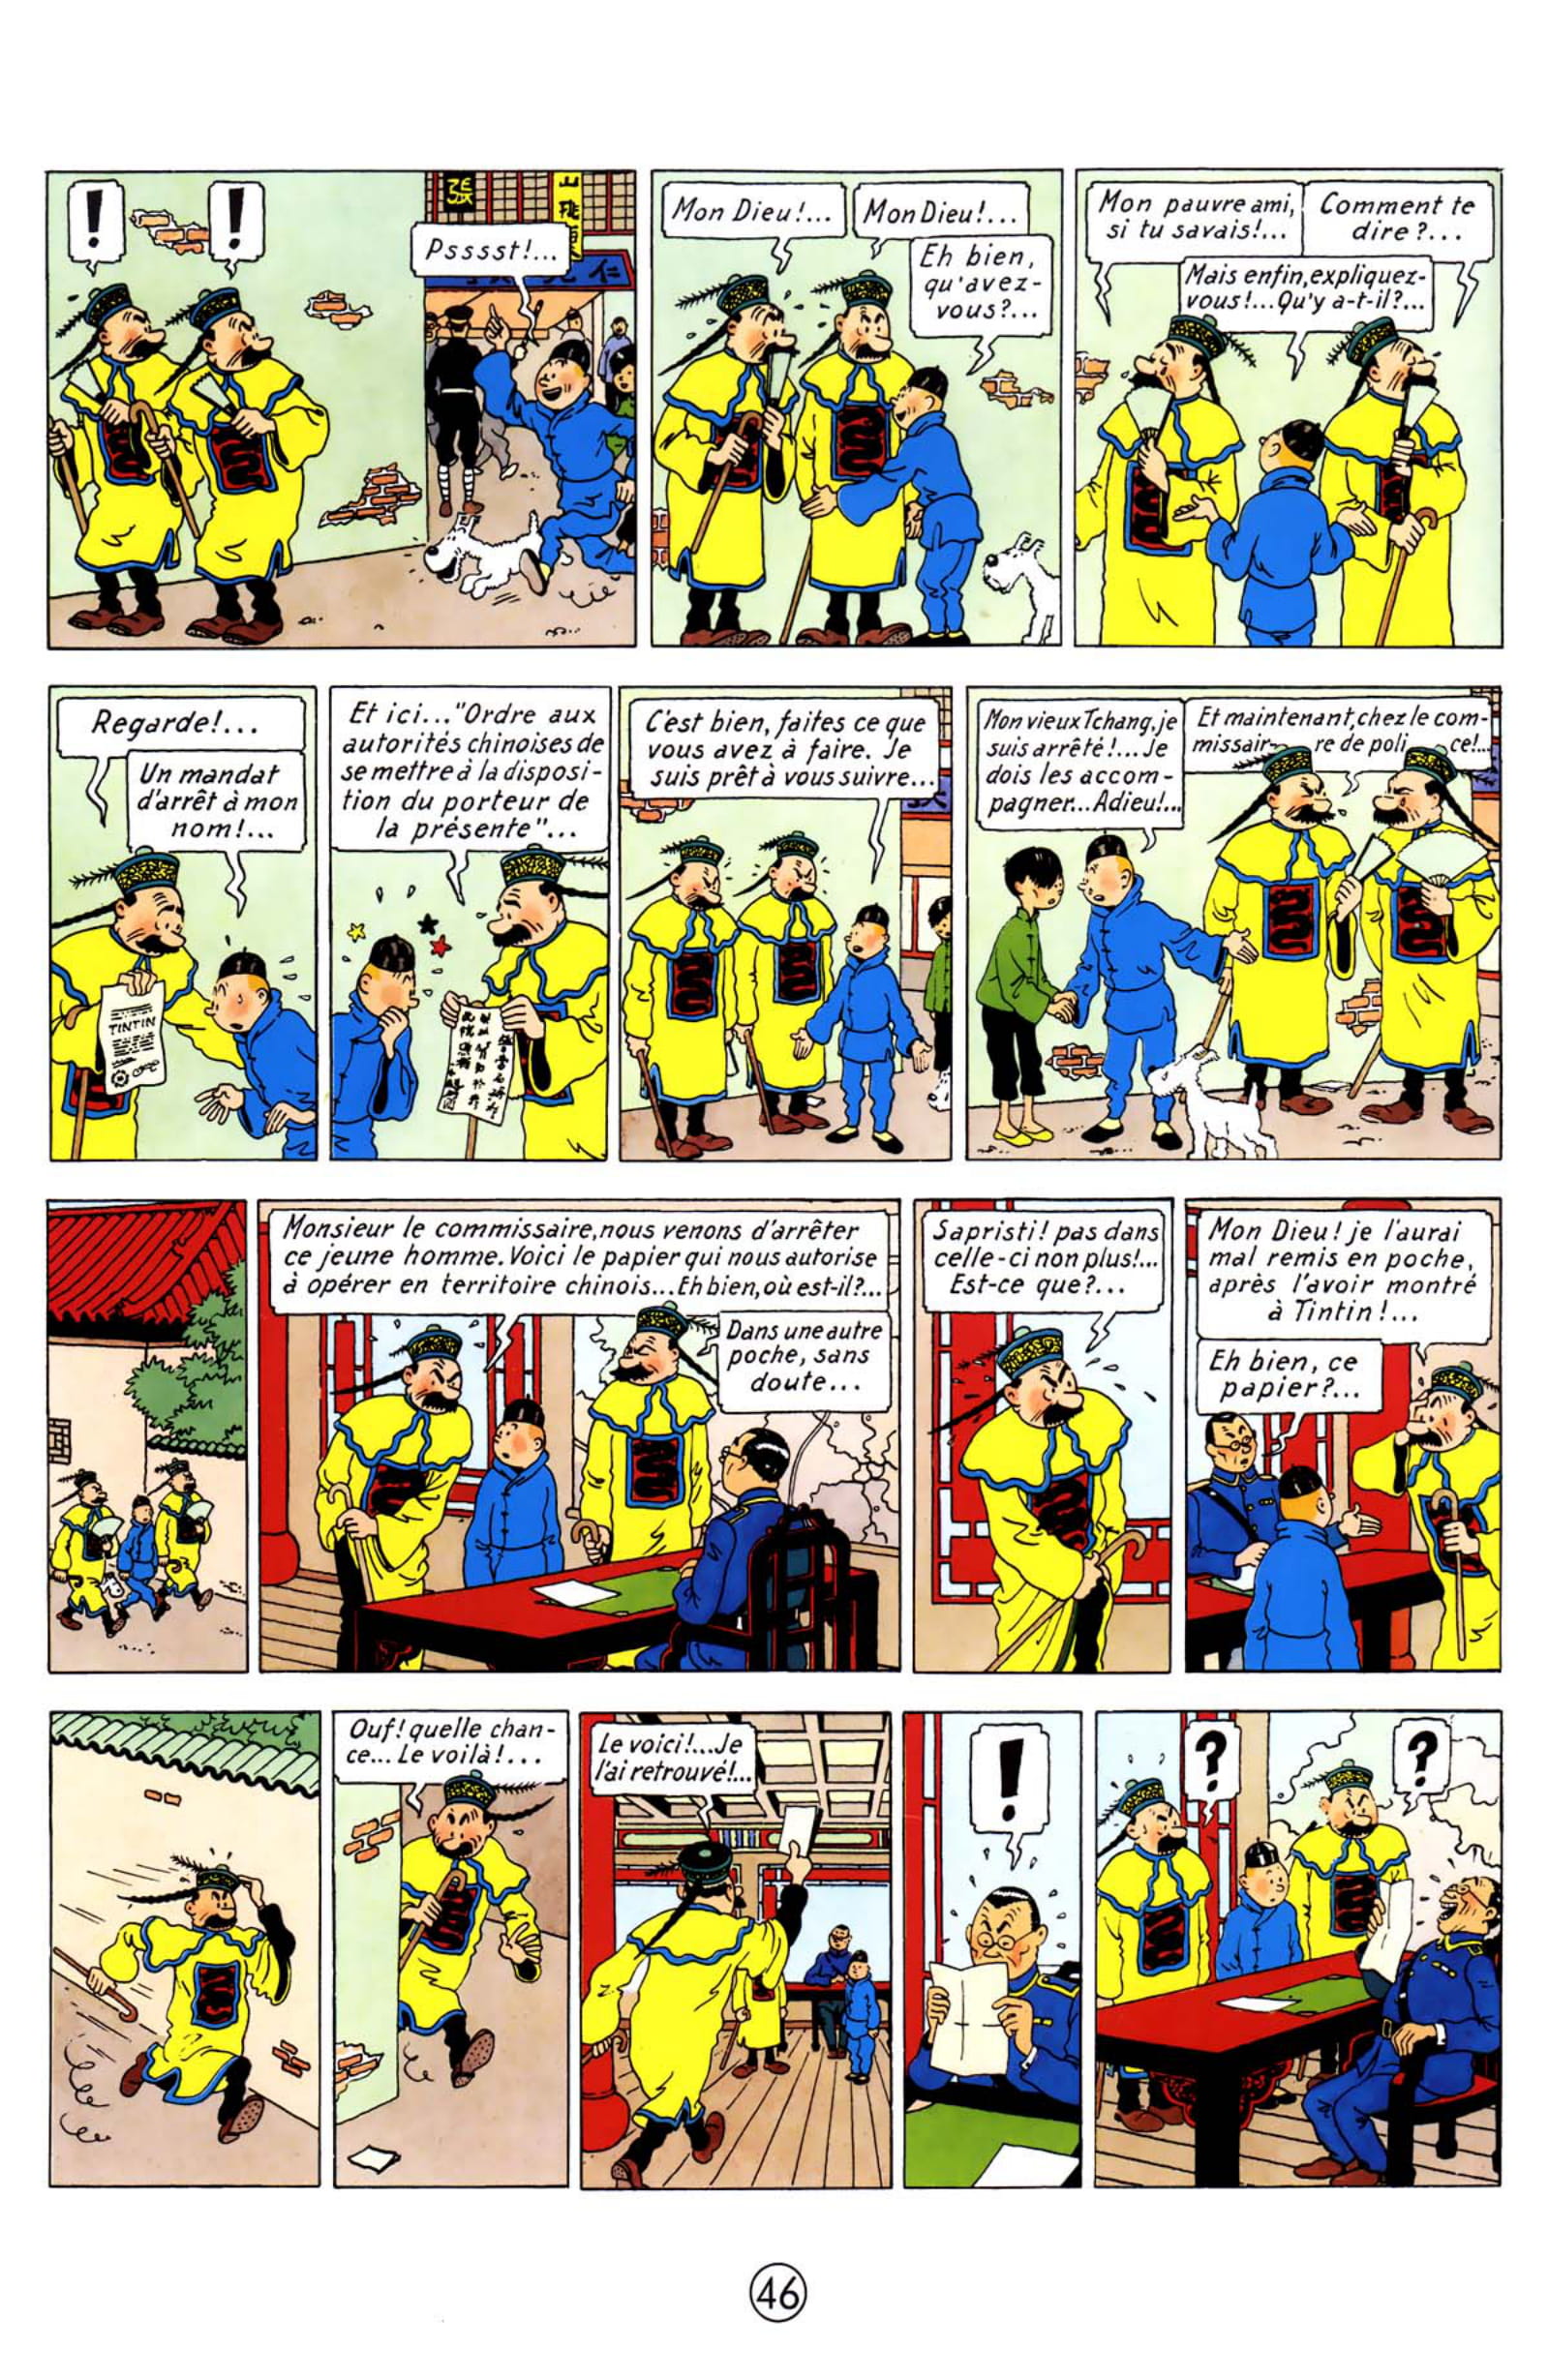 !
!
Pssssst!...
Mon Dieu!...
Mon Dieu!...
Eh bien,
qu'avez-
vous?...
Mon pauvre ami,
si tu savais!...
Comment te
dire?...
Mais enfin, expliquez-
vous!...Qu'y a-t-il?...
Regarde!...
Un mandat
d'arrêt à mon
nom!...
TINTIN
Et ici..."Ordre aux
autorités chinoises de
se mettre à la disposi-
tion du porteur de
la présente"...
C'est bien, faites ce que
vous avez à faire. Je
suis prêt à vous suivre...
Mon vieux Tchang, je
suis arrêté!...Je
dois les accom-
pagner...Adieu!...
Et maintenant, chez le com-
missaire de police!...
Monsieur le commissaire, nous venons d'arrêter
ce jeune homme. Voici le papier qui nous autorise
à opérer en territoire chinois...Eh bien, où est-il?...
Dans une autre
poche, sans
doute...
Sapristi! pas dans
celle-ci non plus!...
Est-ce que?...
Mon Dieu! je l'aurai
mal remis en poche,
après l'avoir montré
à Tintin!...
Eh bien, ce
papier?...
Ouf! quelle chan-
ce... Le voilà!...
Le voici!...Je
l'ai retrouvé!...
!
?
?
46